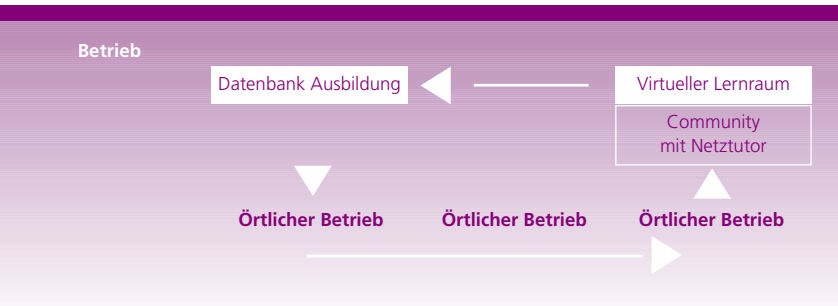 Betrieb
Datenbank Ausbildung
Virtueller Lernraum
Community
mit Netztutor
Örtlicher Betrieb
Örtlicher Betrieb
Örtlicher Betrieb